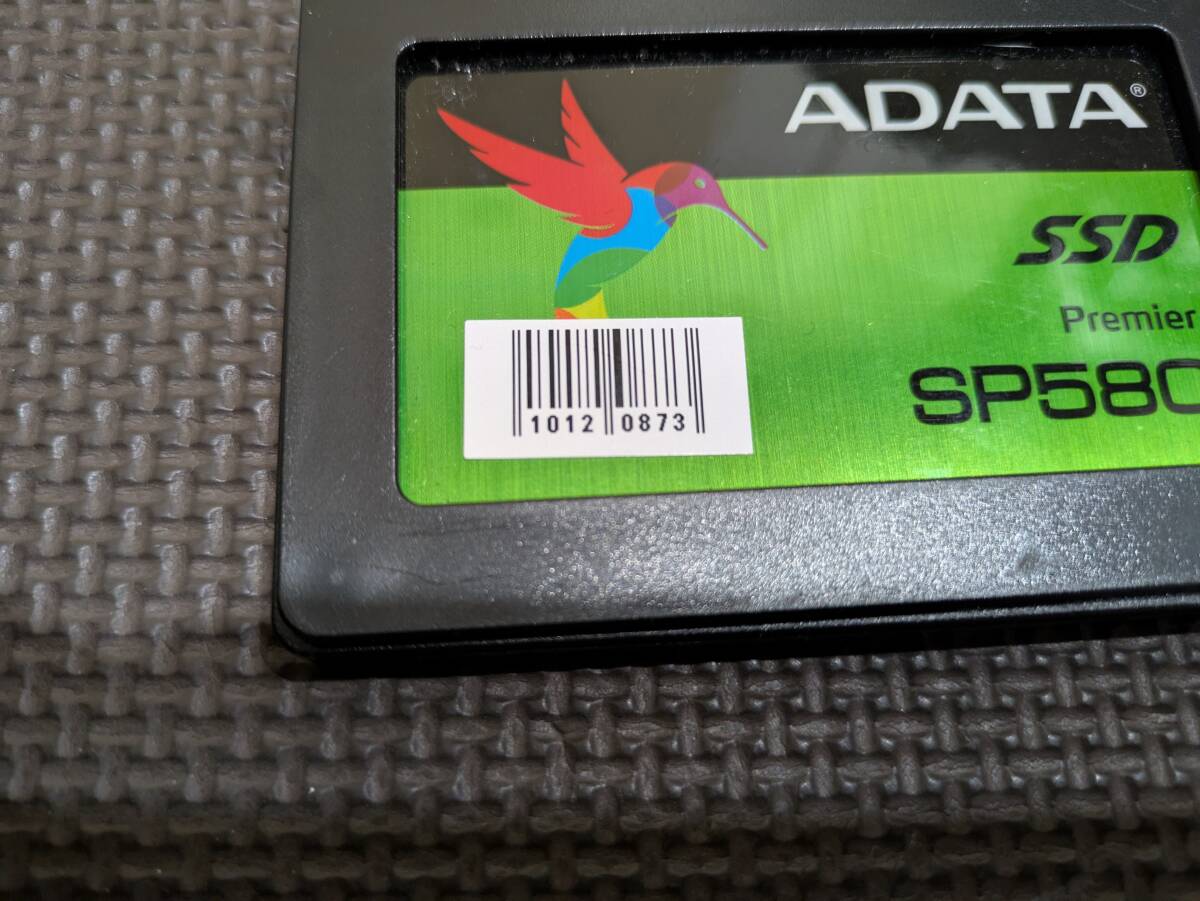 ADATA®
SSD
Premier
SP580
1012 0873